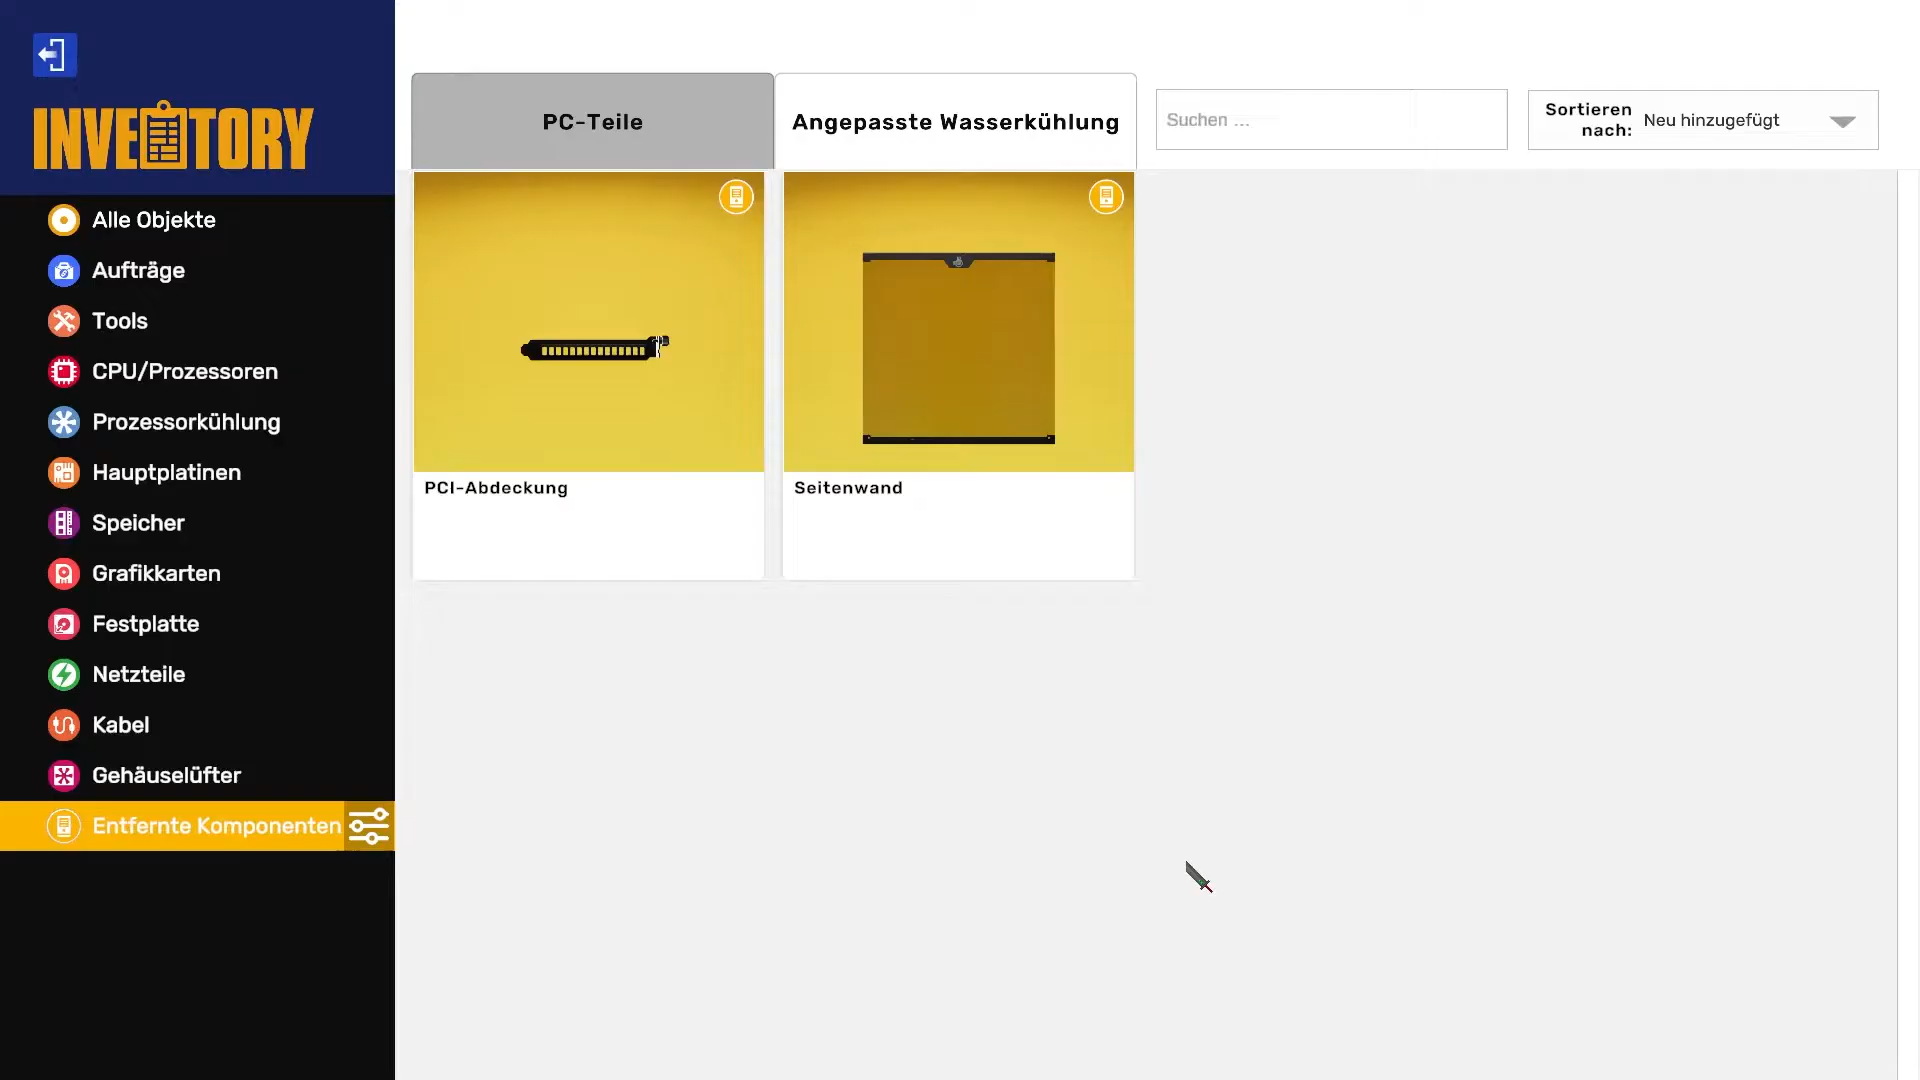 INVENTORY
Alle Objekte
Aufträge
Tools
CPU/Prozessoren
Prozessorkühlung
Hauptplatinen
Speicher
Grafikkarten
Festplatte
Netzteile
Kabel
Gehäuselüfter
Entfernte Komponenten
PC-Teile
Angepasste Wasserkühlung
Suchen ...
Sortieren
nach:
Neu hinzugefügt
PCI-Abdeckung
Seitenwand